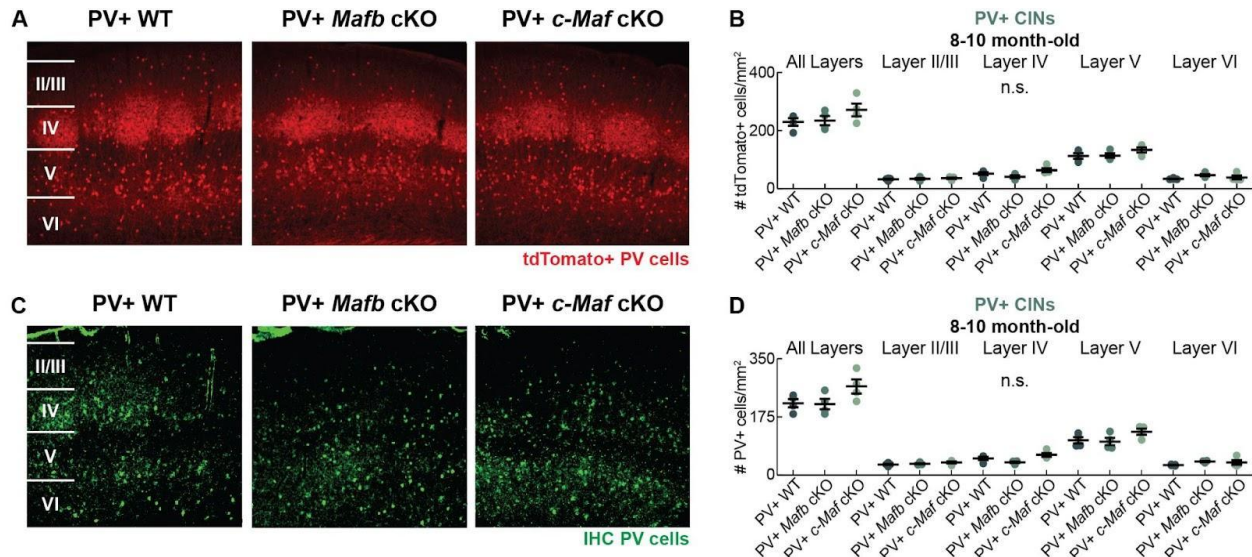 A
PV+ WT
PV+ Mafb cKO
PV+ c-Maf cKO
II/III
IV
V
VI
tdTomato+ PV cells
B
PV+ CINs
8-10 month-old
All Layers
Layer II/III
Layer IV
Layer V
Layer VI
n.s.
# tdTomato+ cells/mm²
400
200
0
PV+ WT
PV+ Mafb cKO
PV+ c-Maf cKO
PV+ WT
PV+ Mafb cKO
PV+ c-Maf cKO
PV+ WT
PV+ Mafb cKO
PV+ c-Maf cKO
PV+ WT
PV+ Mafb cKO
PV+ c-Maf cKO
PV+ WT
PV+ Mafb cKO
PV+ c-Maf cKO
C
PV+ WT
PV+ Mafb cKO
PV+ c-Maf cKO
II/III
IV
V
VI
IHC PV cells
D
PV+ CINs
8-10 month-old
All Layers
Layer II/III
Layer IV
Layer V
Layer VI
n.s.
# PV+ cells/mm²
350
175
0
PV+ WT
PV+ Mafb cKO
PV+ c-Maf cKO
PV+ WT
PV+ Mafb cKO
PV+ c-Maf cKO
PV+ WT
PV+ Mafb cKO
PV+ c-Maf cKO
PV+ WT
PV+ Mafb cKO
PV+ c-Maf cKO
PV+ WT
PV+ Mafb cKO
PV+ c-Maf cKO